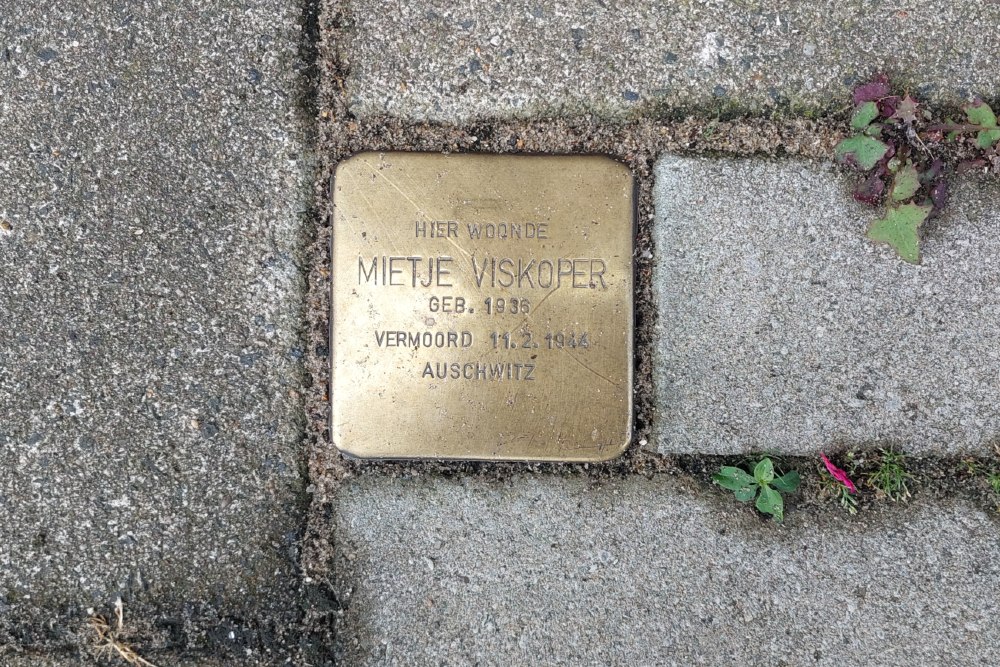 HIER WOONDE
MIETJE VISKOPER
GEB. 1936
VERMOORD 11.2.1944
AUSCHWITZ